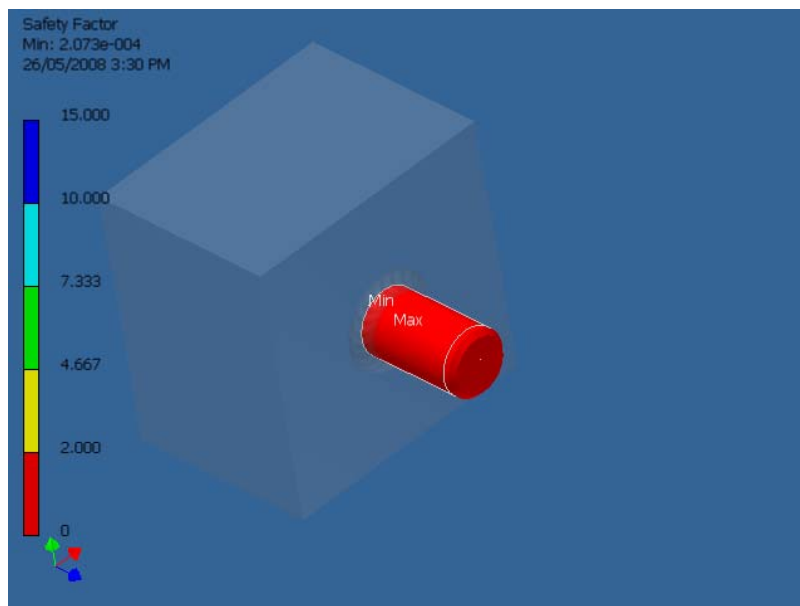 Safety Factor
Min: 2.073e-004
26/05/2008 3:30 PM
15.000
10.000
7.333
4.667
2.000
0
Min
Max